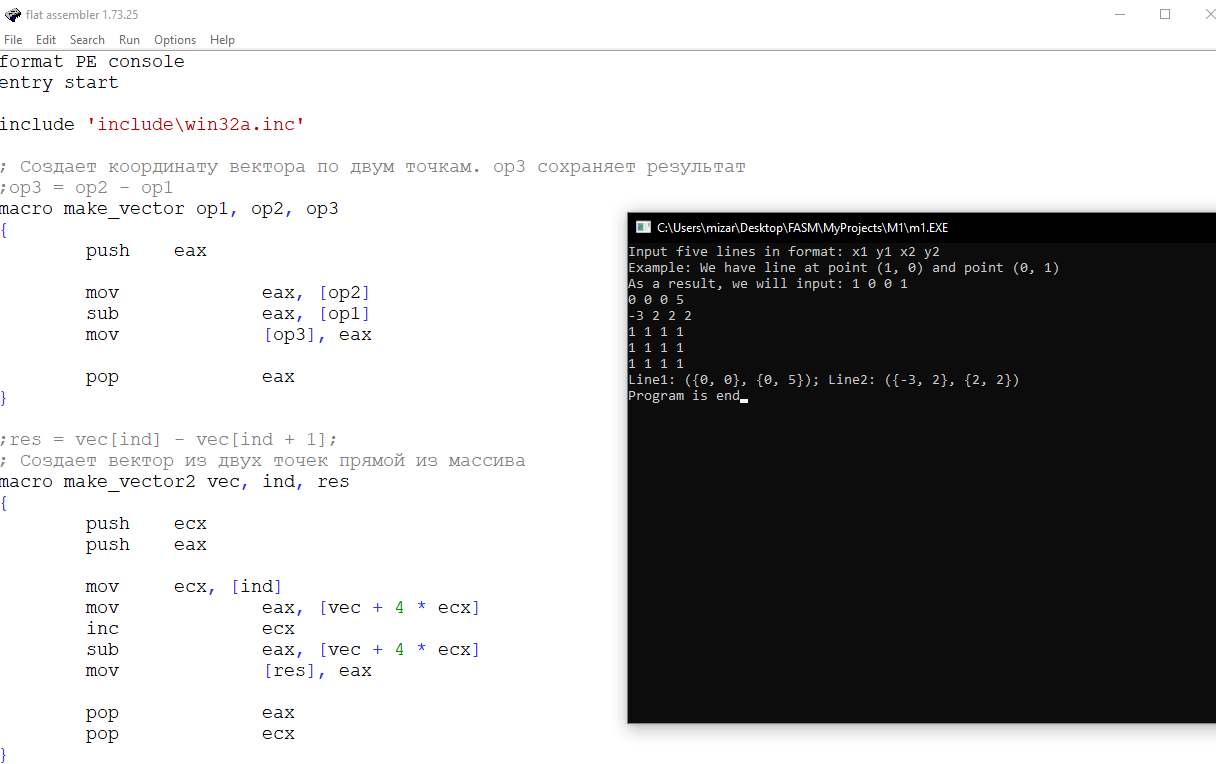 flat assembler 1.73.25
File Edit Search Run Options Help
format PE console
entry start
include 'include\win32a.inc'
; Создает координату вектора по двум точкам. op3 сохраняет результат
;op3 = op2 - op1
macro make_vector op1, op2, op3
{
push eax
mov eax, [op2]
sub eax, [op1]
mov [op3], eax
pop eax
}
;res = vec[ind] - vec[ind + 1];
; Создает вектор из двух точек прямой из массива
macro make_vector2 vec, ind, res
{
push ecx
push eax
mov ecx, [ind]
mov eax, [vec + 4 * ecx]
inc ecx
sub eax, [vec + 4 * ecx]
mov [res], eax
pop eax
pop ecx
}
C:\Users\mizar\Desktop\FASM\MyProjects\M1\m1.EXE
Input five lines in format: x1 y1 x2 y2
Example: We have line at point (1, 0) and point (0, 1)
As a result, we will input: 1 0 0 1
0 0 0 5
-3 2 2 2
1 1 1 1
1 1 1 1
1 1 1 1
Line1: ({0, 0}, {0, 5}); Line2: ({-3, 2}, {2, 2})
Program is end